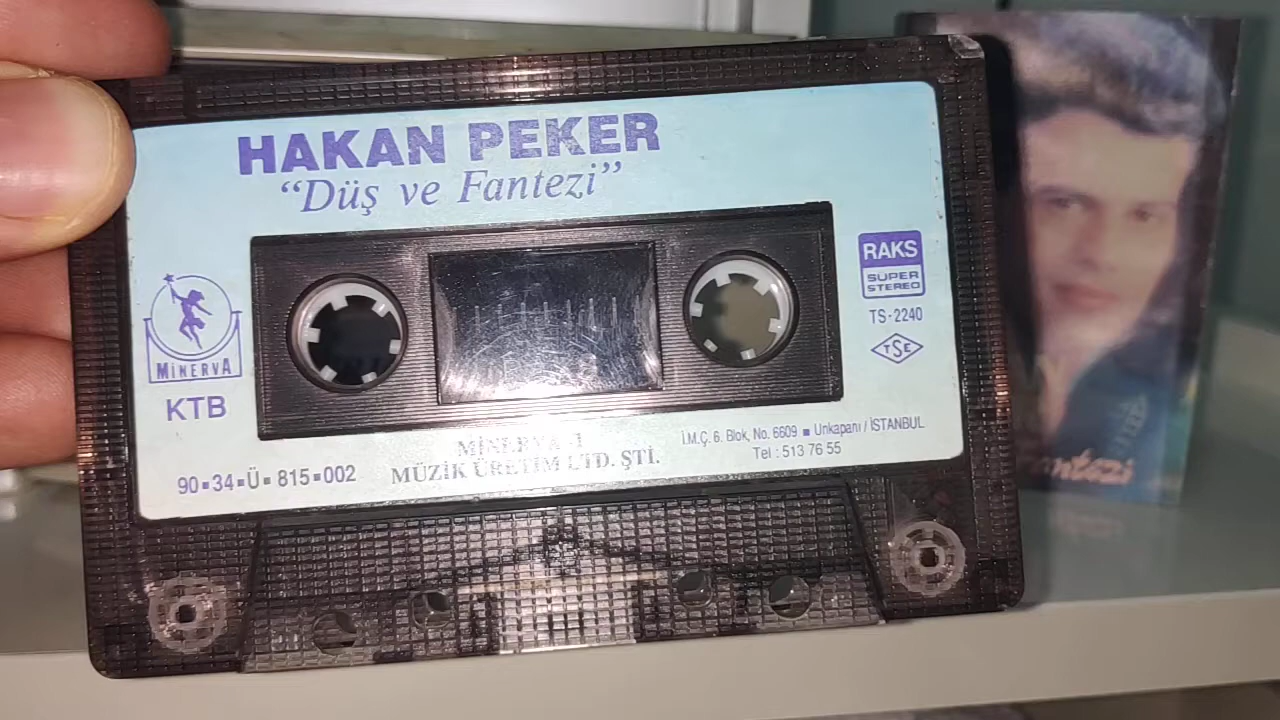 HAKAN PEKER
“Düş ve Fantezi”
RAKS
SÜPER
STEREO
TS-2240
TSE
MİNERVA
KTB
90▪34▪Ü▪815▪002
MİNERVA
MÜZİK ÜRETİM LTD. ŞTİ.
İ.M.Ç. 6. Blok, No. 6609 ■ Unkapanı / İSTANBUL
Tel : 513 76 55
Fantezi